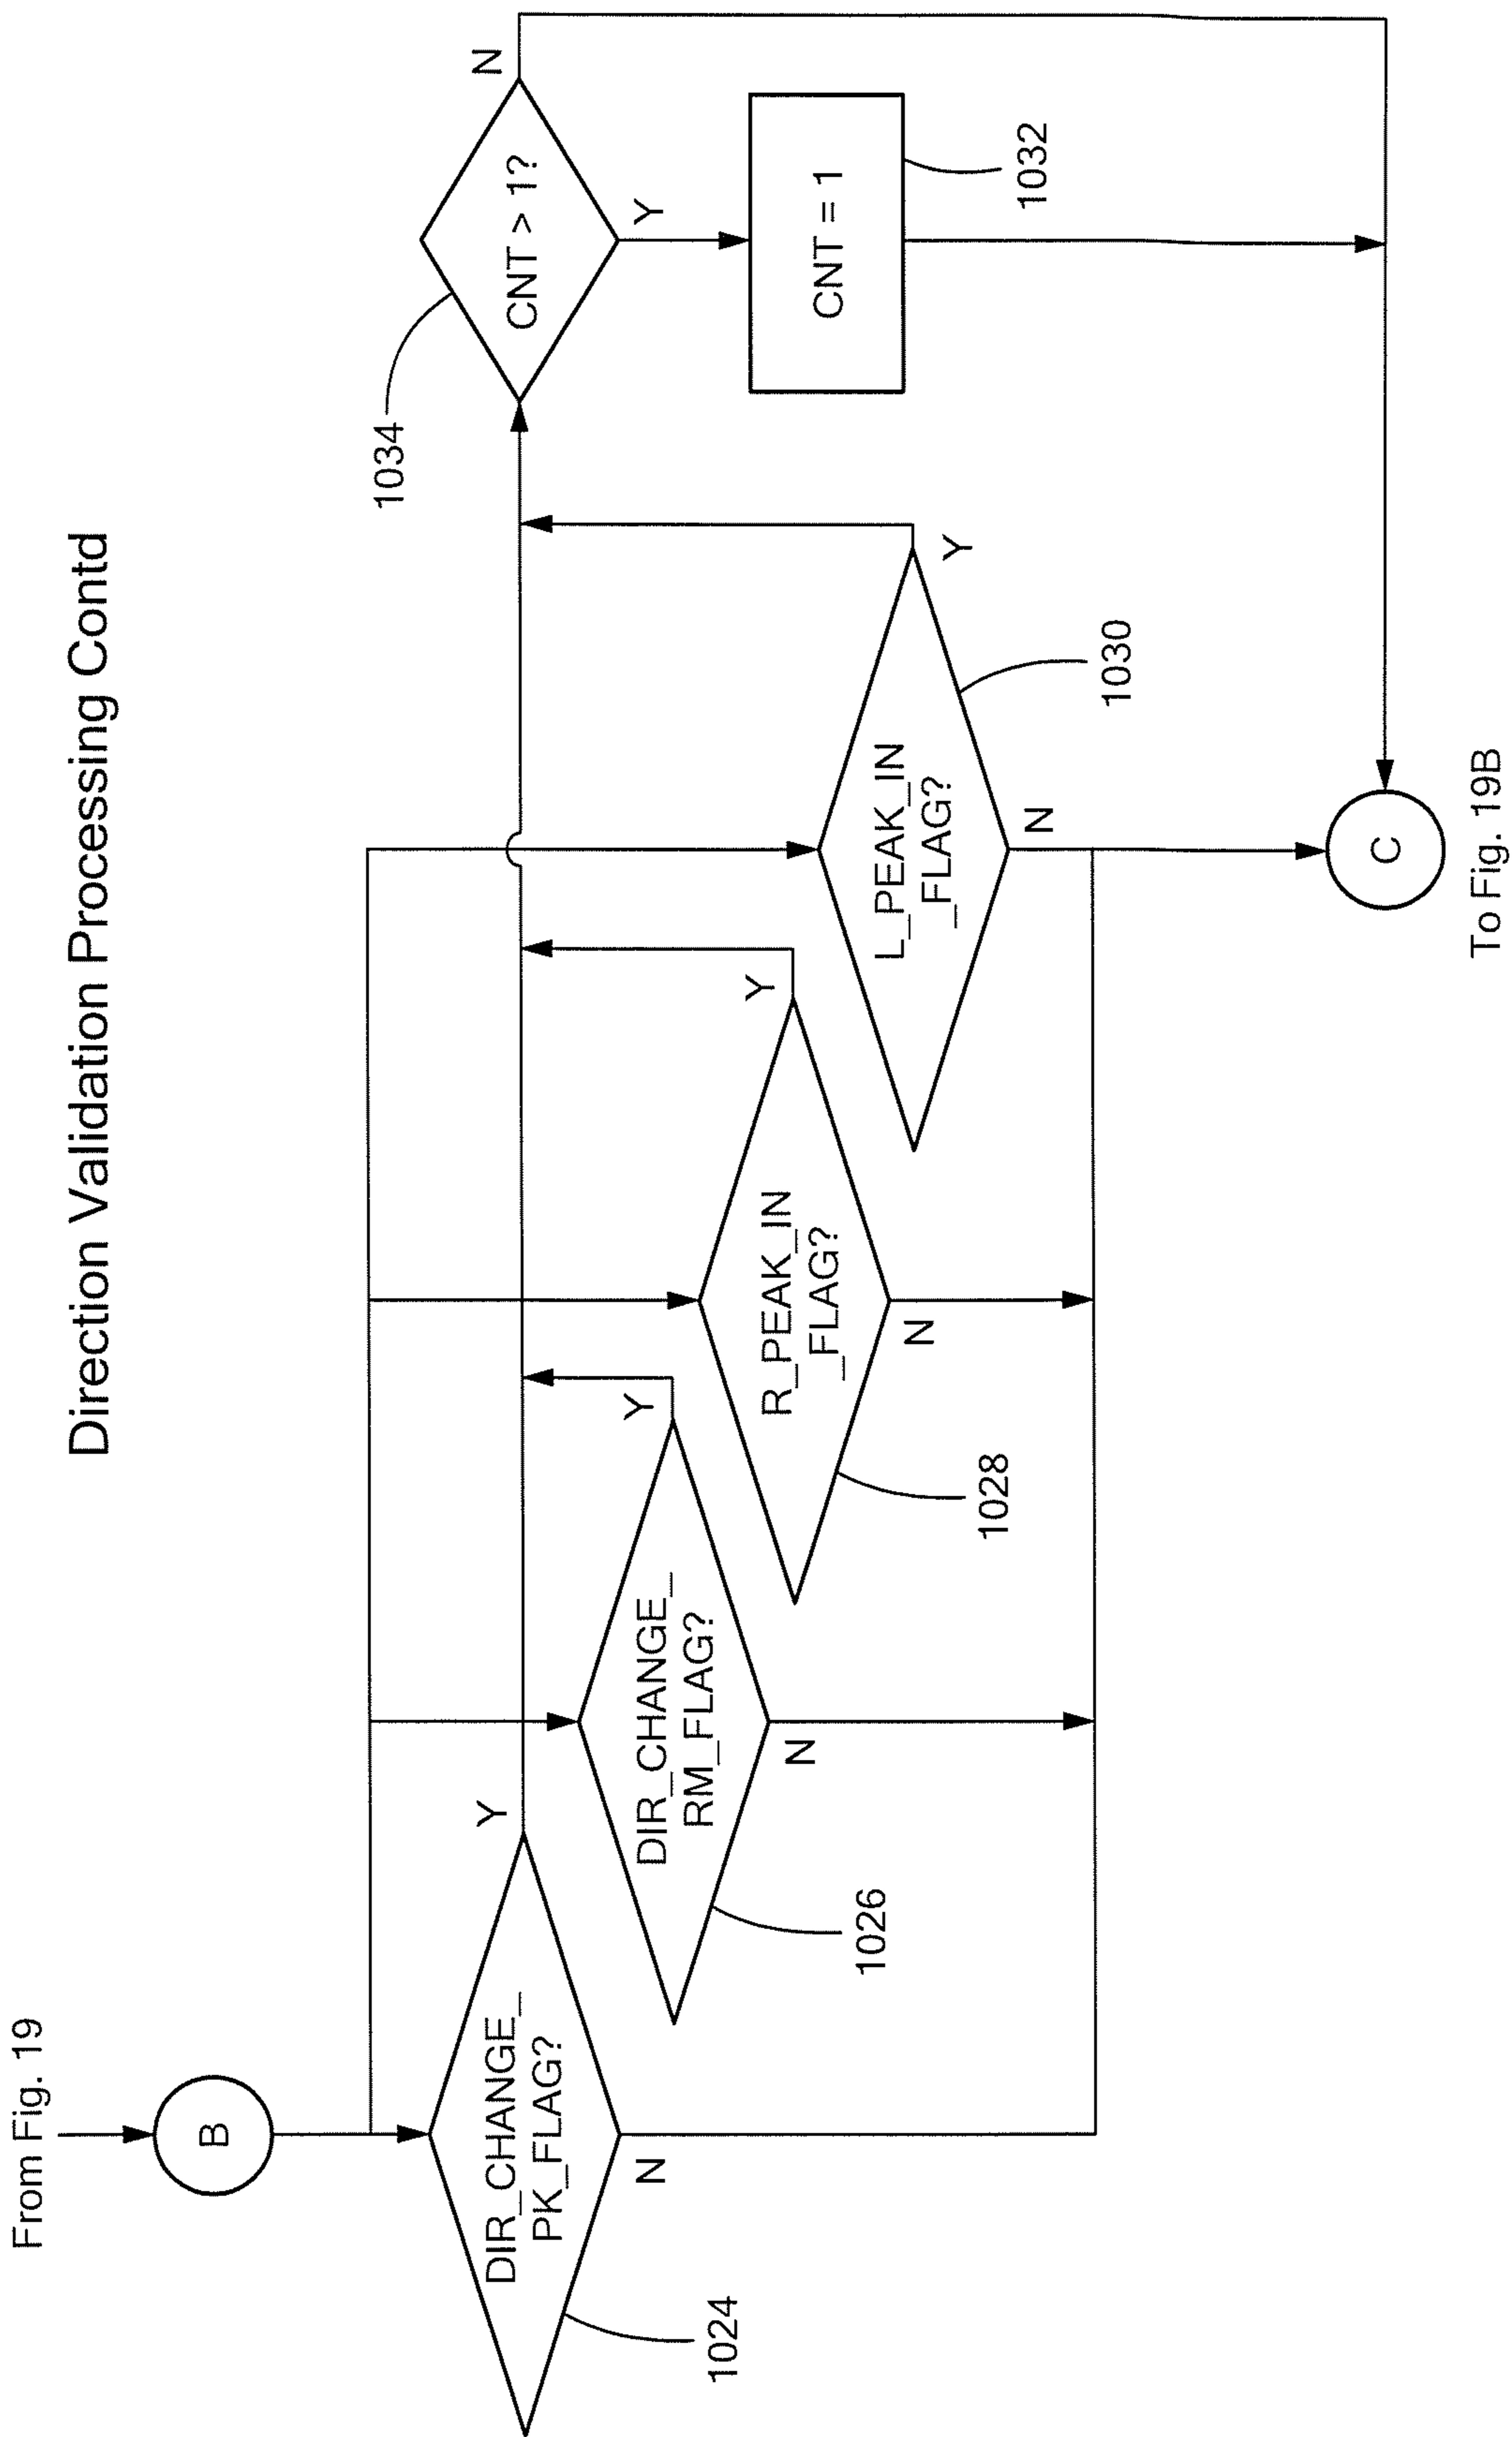 Direction Validation Processing Contd
From Fig. 19
B
DIR_CHANGE_
PK_FLAG?
Y
N
1024
DIR_CHANGE_
RM_FLAG?
Y
N
1026
R_PEAK_IN
_FLAG?
Y
N
1028
L_PEAK_IN
_FLAG?
Y
N
1030
1034
CNT > 1?
N
Y
CNT = 1
1032
C
To Fig. 19B